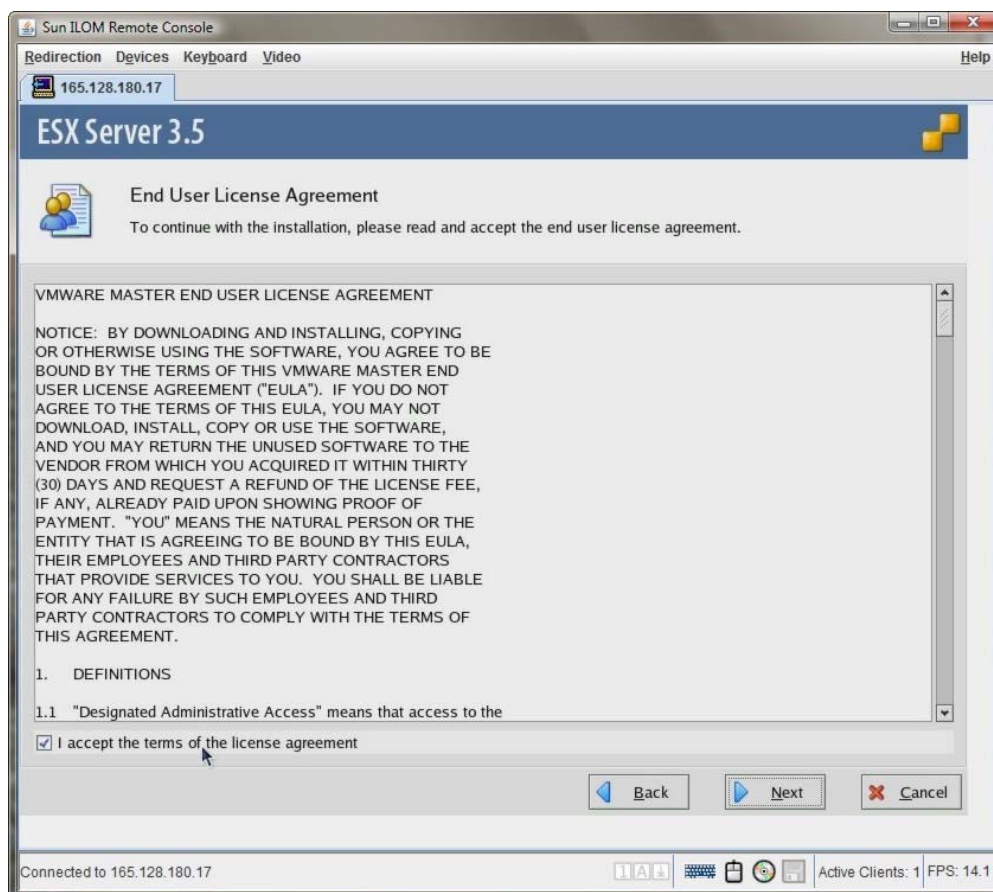 Sun ILOM Remote Console
Redirection Devices Keyboard Video Help
165.128.180.17
ESX Server 3.5
End User License Agreement
To continue with the installation, please read and accept the end user license agreement.
VMWARE MASTER END USER LICENSE AGREEMENT
NOTICE: BY DOWNLOADING AND INSTALLING, COPYING
OR OTHERWISE USING THE SOFTWARE, YOU AGREE TO BE
BOUND BY THE TERMS OF THIS VMWARE MASTER END
USER LICENSE AGREEMENT ("EULA"). IF YOU DO NOT
AGREE TO THE TERMS OF THIS EULA, YOU MAY NOT
DOWNLOAD, INSTALL, COPY OR USE THE SOFTWARE,
AND YOU MAY RETURN THE UNUSED SOFTWARE TO THE
VENDOR FROM WHICH YOU ACQUIRED IT WITHIN THIRTY
(30) DAYS AND REQUEST A REFUND OF THE LICENSE FEE,
IF ANY, ALREADY PAID UPON SHOWING PROOF OF
PAYMENT. "YOU" MEANS THE NATURAL PERSON OR THE
ENTITY THAT IS AGREEING TO BE BOUND BY THIS EULA,
THEIR EMPLOYEES AND THIRD PARTY CONTRACTORS
THAT PROVIDE SERVICES TO YOU. YOU SHALL BE LIABLE
FOR ANY FAILURE BY SUCH EMPLOYEES AND THIRD
PARTY CONTRACTORS TO COMPLY WITH THE TERMS OF
THIS AGREEMENT.
1. DEFINITIONS
1.1 "Designated Administrative Access" means that access to the
I accept the terms of the license agreement
Back Next Cancel
Connected to 165.128.180.17 1 A Active Clients: 1 FPS: 14.1